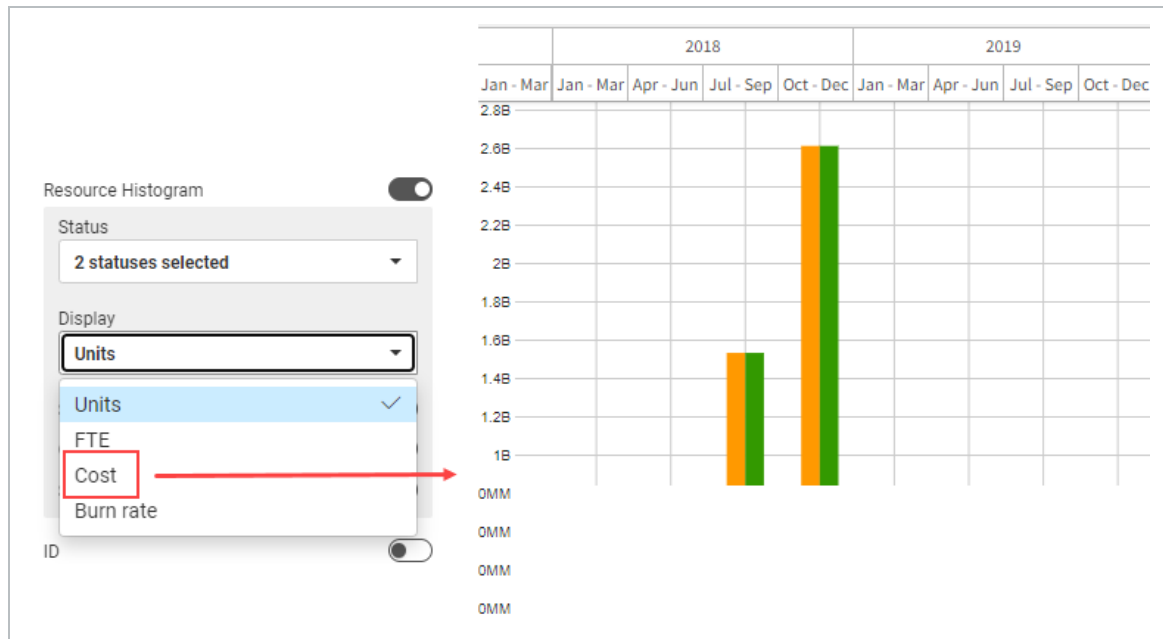 2018
2019
Jan - Mar
Jan - Mar
Apr - Jun
Jul - Sep
Oct - Dec
Jan - Mar
Apr - Jun
Jul - Sep
Oct - Dec
2.8B
2.6B
2.4B
2.2B
2B
1.8B
1.6B
1.4B
1.2B
1B
0MM
0MM
0MM
0MM
Resource Histogram
Status
2 statuses selected
Display
Units
Units
FTE
Cost
Burn rate
ID